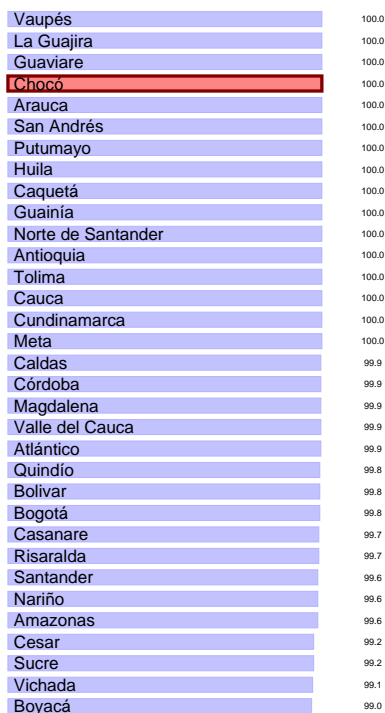 Vaupés 100.0
La Guajira 100.0
Guaviare 100.0
Chocó 100.0
Arauca 100.0
San Andrés 100.0
Putumayo 100.0
Huila 100.0
Caquetá 100.0
Guainía 100.0
Norte de Santander 100.0
Antioquia 100.0
Tolima 100.0
Cauca 100.0
Cundinamarca 100.0
Meta 100.0
Caldas 99.9
Córdoba 99.9
Magdalena 99.9
Valle del Cauca 99.9
Atlántico 99.9
Quindío 99.8
Bolivar 99.8
Bogotá 99.8
Casanare 99.7
Risaralda 99.7
Santander 99.6
Nariño 99.6
Amazonas 99.6
Cesar 99.2
Sucre 99.2
Vichada 99.1
Boyacá 99.0